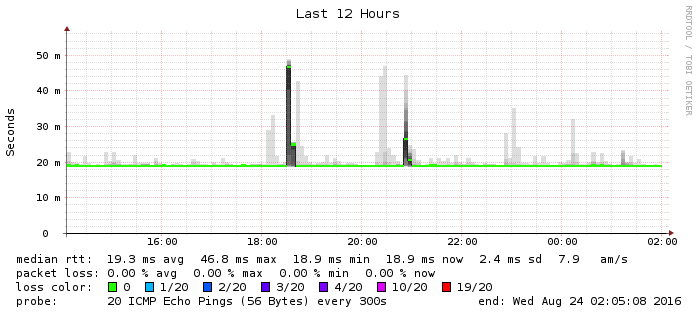 Last 12 Hours
RRDTOOL / TOBI OETIKER
Seconds
50 m
40 m
30 m
20 m
10 m
0
16:00 18:00 20:00 22:00 00:00 02:00
median rtt: 19.3 ms avg 46.8 ms max 18.9 ms min 18.9 ms now 2.4 ms sd 7.9 am/s
packet loss: 0.00 % avg 0.00 % max 0.00 % min 0.00 % now
loss color: 0 1/20 2/20 3/20 4/20 10/20 19/20
probe: 20 ICMP Echo Pings (56 Bytes) every 300s end: Wed Aug 24 02:05:08 2016